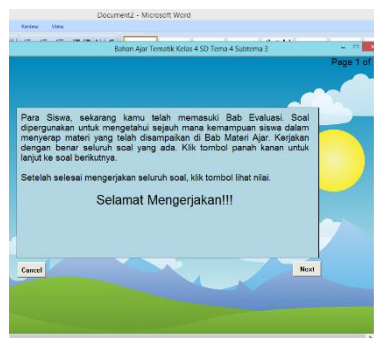 Document2 - Microsoft Word
Review View
Bahan Ajar Tematik Kelas 4 SD Tema 4 Subtema 3
Page 1 of
Para Siswa, sekarang kamu telah memasuki Bab Evaluasi. Soal
dipergunakan untuk mengetahui sejauh mana kemampuan siswa dalam
menyerap materi yang telah disampaikan di Bab Materi Ajar. Kerjakan
dengan benar seluruh soal yang ada. Klik tombol panah kanan untuk
lanjut ke soal berikutnya.
Setelah selesai mengerjakan seluruh soal, klik tombol lihat nilai.
Selamat Mengerjakan!!!
Cancel Next